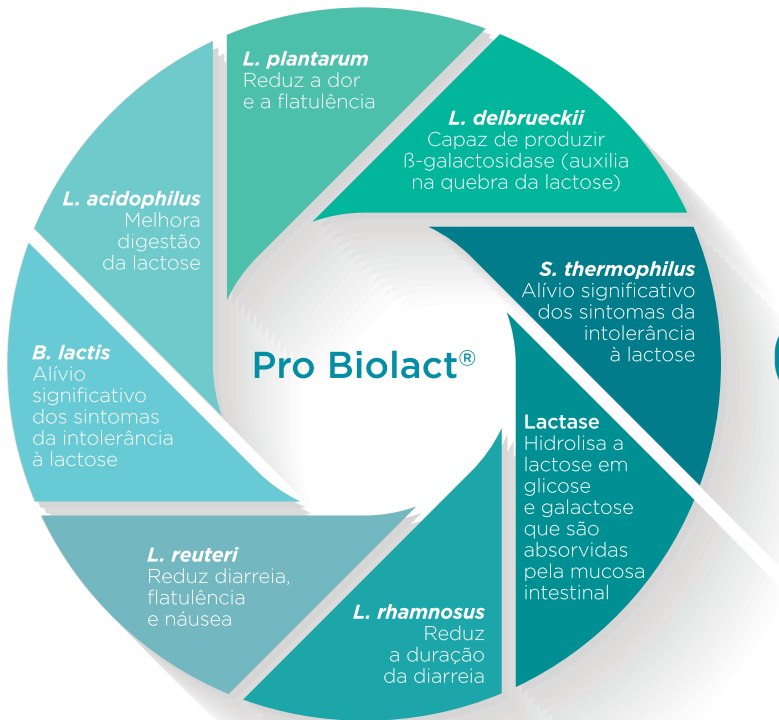 L. plantarum
Reduz a dor
e a flatulência
L. delbrueckii
Capaz de produzir
ß-galactosidase (auxilia
na quebra da lactose)
S. thermophilus
Alívio significativo
dos sintomas da
intolerância
à lactose
Lactase
Hidrolisa a
lactose em
glicose
e galactose
que são
absorvidas
pela mucosa
intestinal
L. rhamnosus
Reduz
a duração
da diarreia
L. reuteri
Reduz diarreia,
flatulência
e náusea
B. lactis
Alívio
significativo
dos sintomas
da intolerância
à lactose
L. acidophilus
Melhora
digestão
da lactose
Pro Biolact®